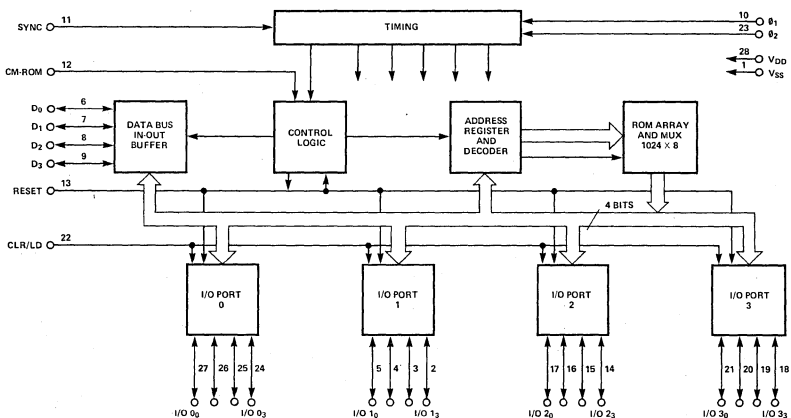 SYNC 11
TIMING
10 Ø1
23 Ø2
CM-ROM 12
28 VDD
1 VSS
D0 6
D1 7
D2 8
D3 9
DATA BUS
IN-OUT
BUFFER
CONTROL
LOGIC
ADDRESS
REGISTER
AND
DECODER
ROM ARRAY
AND MUX
1024 X 8
RESET 13
4 BITS
CLR/LD 22
I/O PORT
0
I/O PORT
1
I/O PORT
2
I/O PORT
3
27 26 25 24
5 4 3 2
17 16 15 14
21 20 19 18
I/O 00 I/O 03 I/O 10 I/O 13 I/O 20 I/O 23 I/O 30 I/O 33